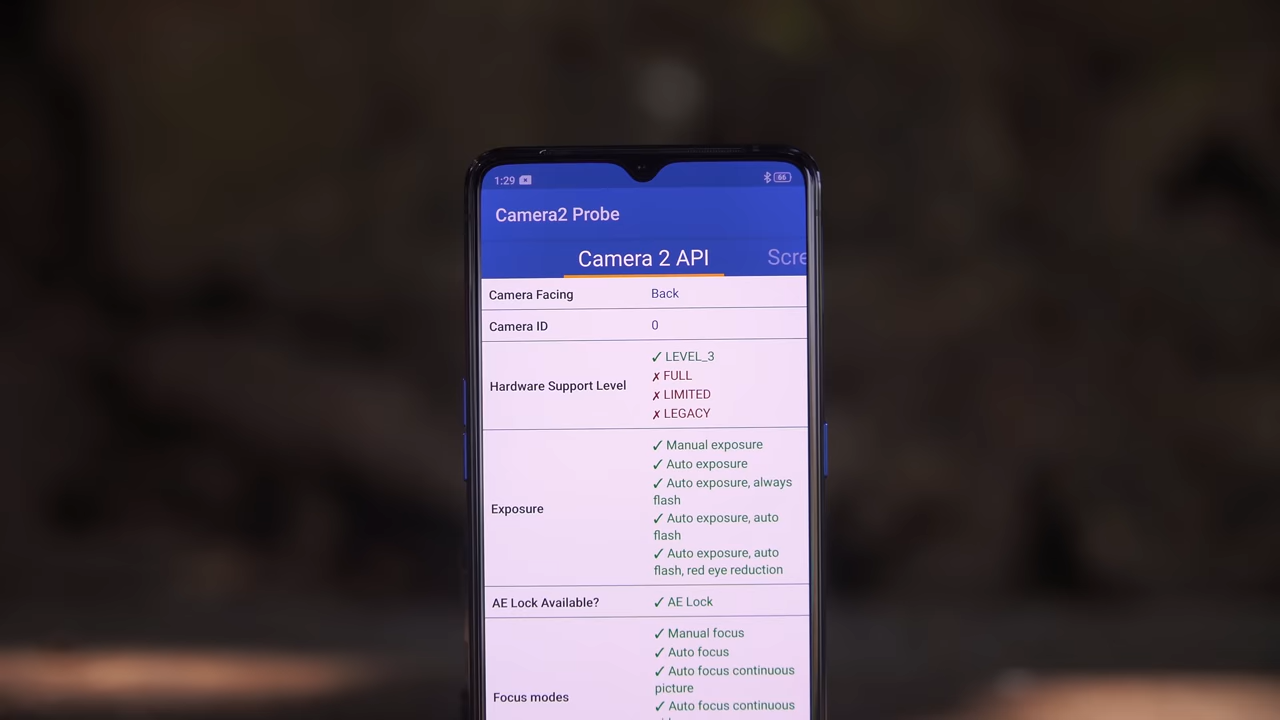 1:29
66
Camera2 Probe
Camera 2 API
Scre
Camera Facing
Back
Camera ID
0
Hardware Support Level
✓ LEVEL_3
✗ FULL
✗ LIMITED
✗ LEGACY
Exposure
✓ Manual exposure
✓ Auto exposure
✓ Auto exposure, always
flash
✓ Auto exposure, auto
flash
✓ Auto exposure, auto
flash, red eye reduction
AE Lock Available?
✓ AE Lock
Focus modes
✓ Manual focus
✓ Auto focus
✓ Auto focus continuous
picture
✓ Auto focus continuous